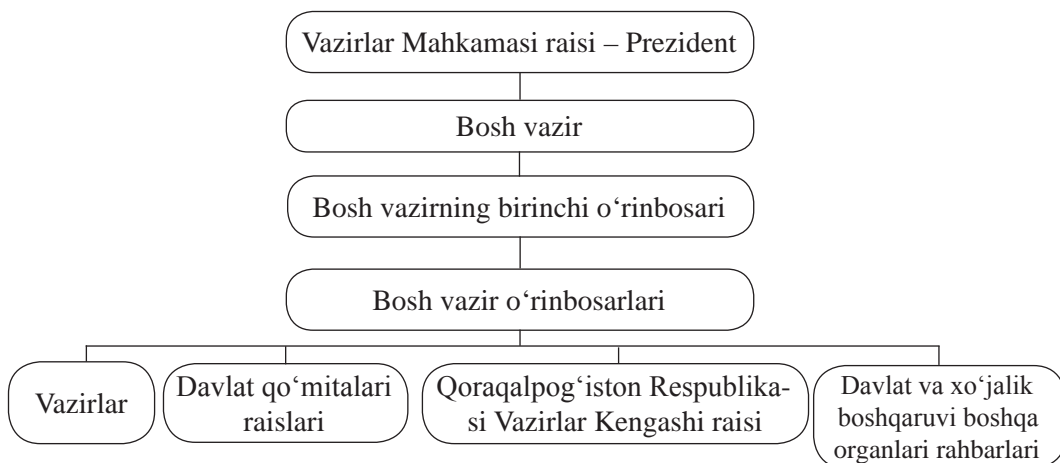 Vazirlar Mahkamasi raisi – Prezident
Bosh vazir
Bosh vazirning birinchi o‘rinbosari
Bosh vazir o‘rinbosarlari
Vazirlar
Davlat qo‘mitalari
raislari
Qoraqalpog‘iston Respublika-
si Vazirlar Kengashi raisi
Davlat va xo‘jalik
boshqaruvi boshqa
organlari rahbarlari